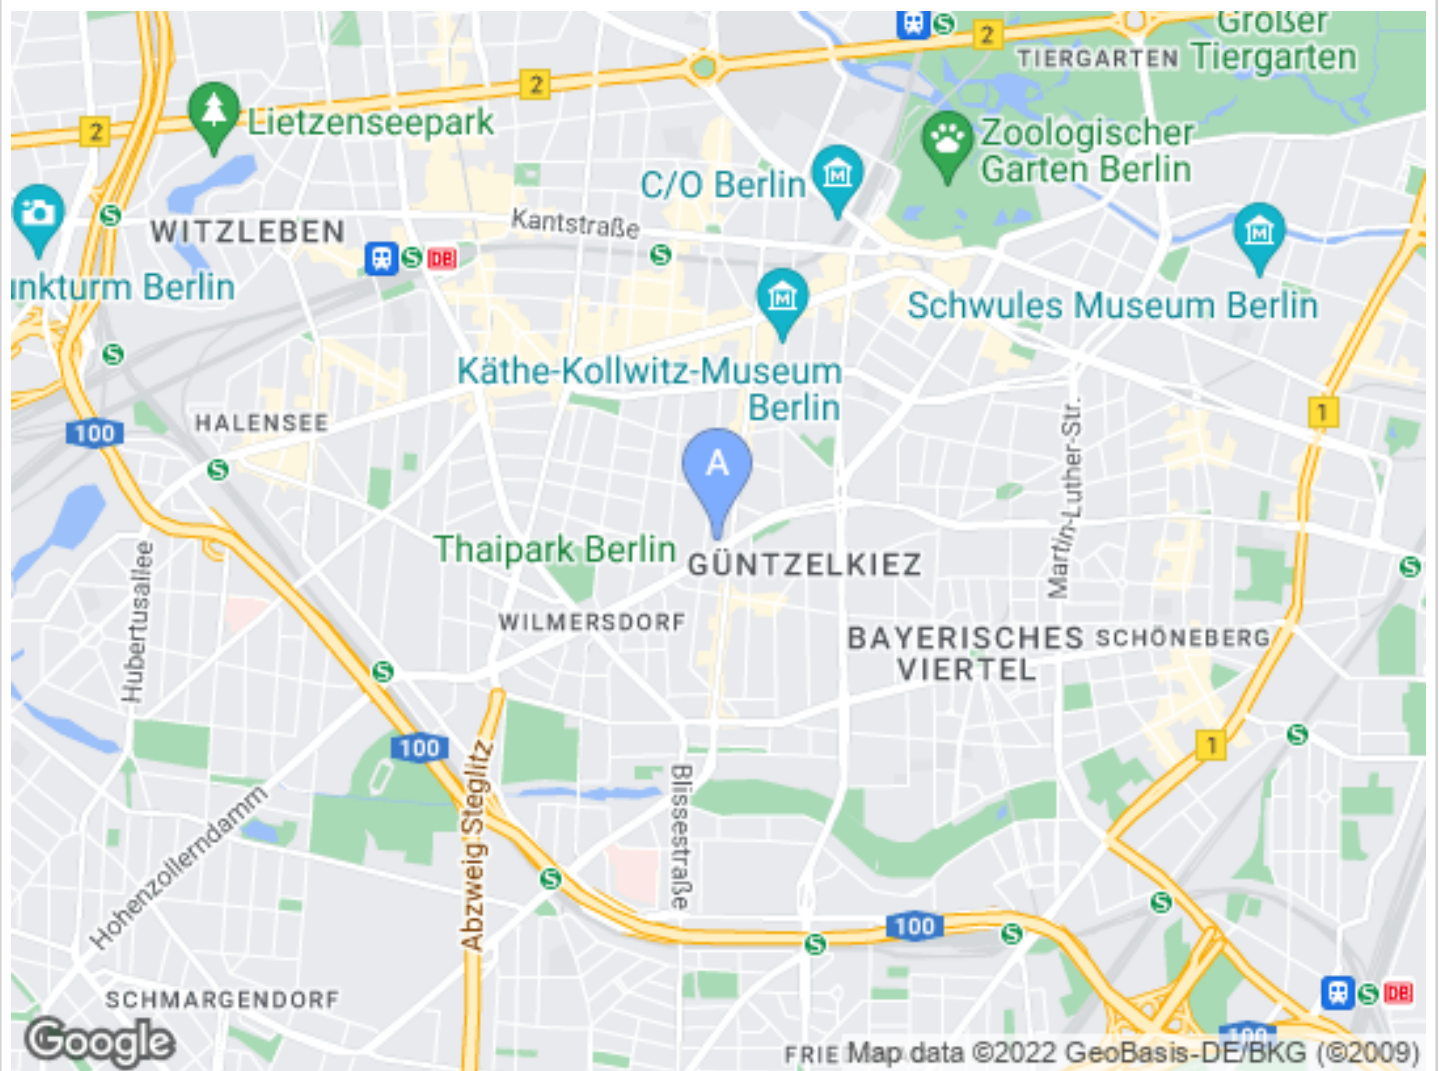 Großer
Tiergarten
TIERGARTEN
2
2
2
Lietzenseepark
Zoologischer
Garten Berlin
C/O Berlin
Kantstraße
WITZLEBEN
S
S
S
S
DB
unkturm Berlin
Schwules Museum Berlin
S
Käthe-Kollwitz-Museum
Berlin
HALENSEE
100
1
Martin-Luther-Str.
A
S
Thaipark Berlin
GÜNTZELKIEZ
S
Hubertusallee
WILMERSDORF
BAYERISCHES
VIERTEL
SCHÖNEBERG
S
100
1
S
Abzweig Steglitz
Blissestraße
Hohenzollerndamm
S
S
100
S
S
SCHMARGENDORF
S
DB
100
Google
FRIE
Map data ©2022 GeoBasis-DE/BKG (©2009)